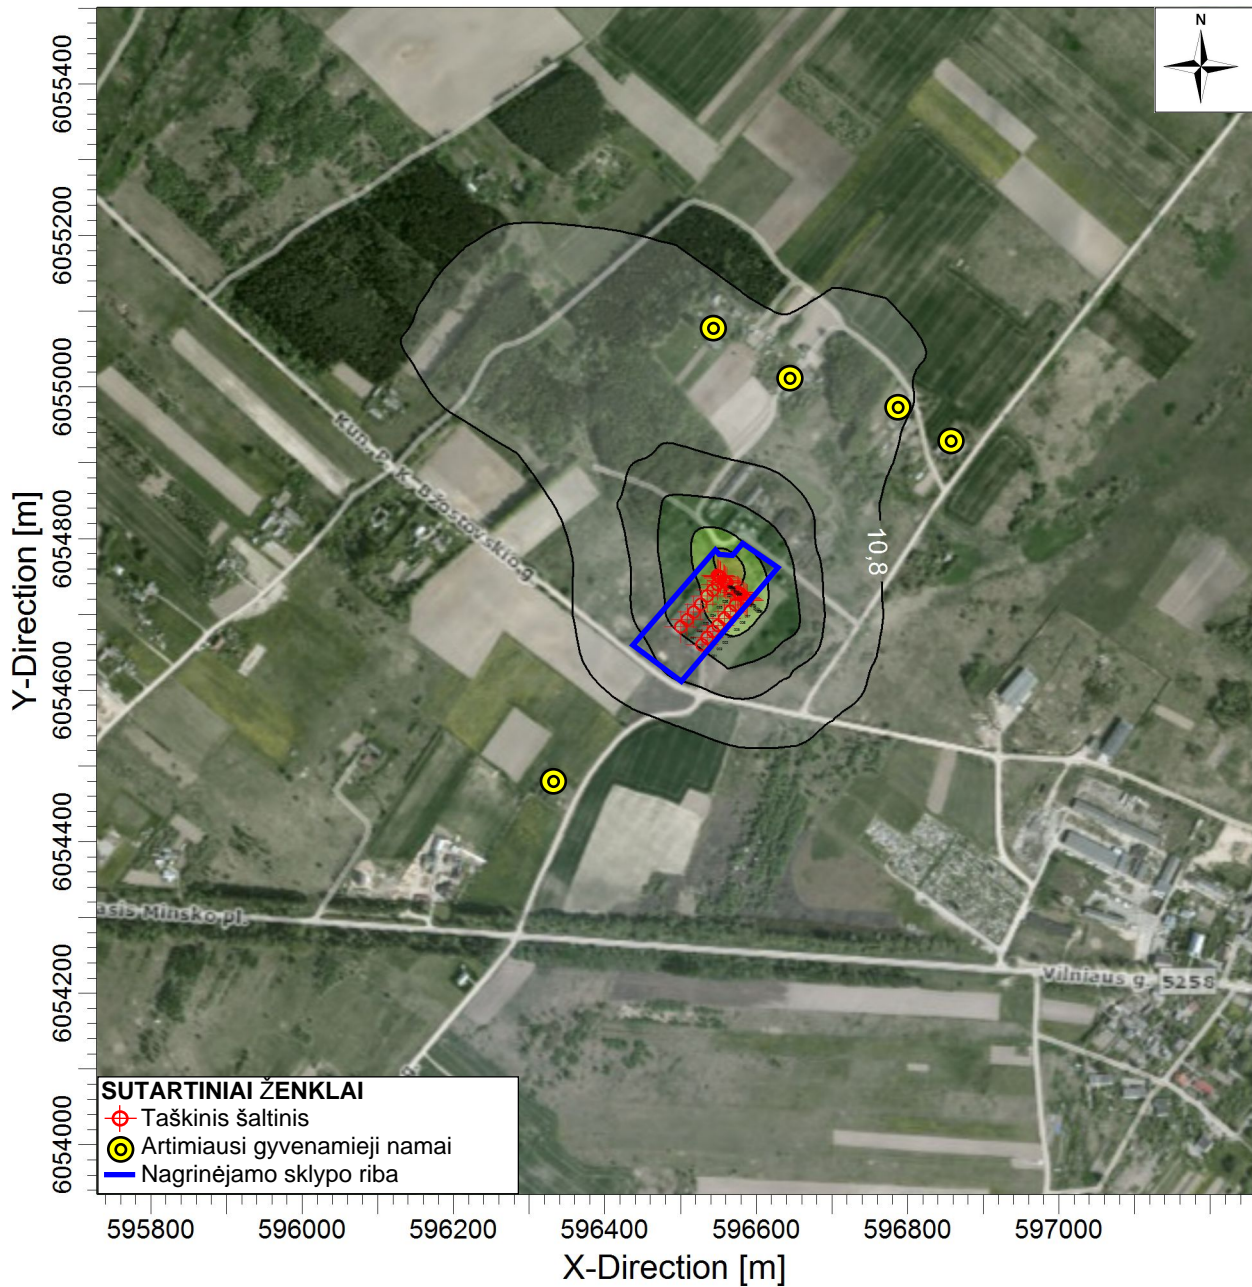 N
6055400
6055200
6055000
6054800
6054600
6054400
6054200
6054000
Y-Direction [m]
Kun. P. K. Bžostovskio g.
10,8
asis Minsko pl.
Vilniaus g. 5258
g.
SUTARTINIAI ŽENKLAI
Taškinis šaltinis
Artimiausi gyvenamieji namai
Nagrinėjamo sklypo riba
595800 596000 596200 596400 596600 596800 597000
X-Direction [m]